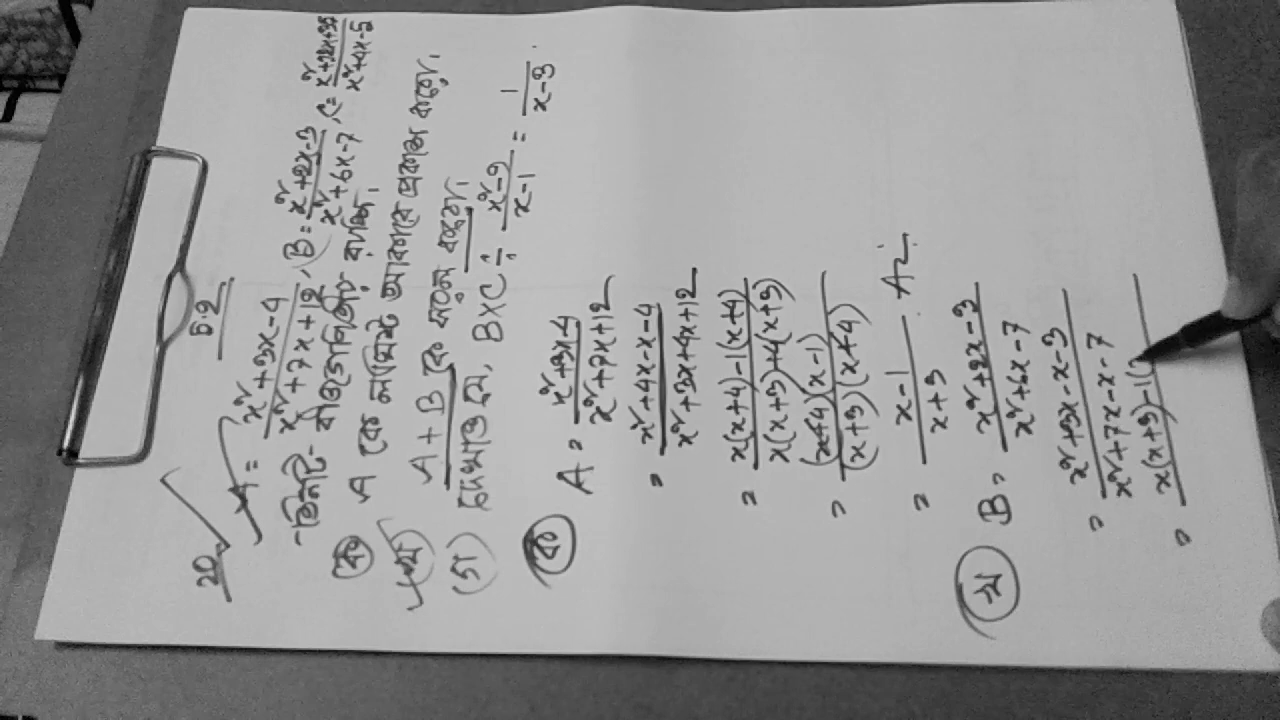 ৫.২
20
A = x²+3x-4 / x²+7x+12, B = x²+2x-3 / x²+6x-7, C = x²+12x+35 / x²+4x-5
তিনটি বীজগাণিতিক রাশি।
(ক) A কে লঘিষ্ঠ আকারে প্রকাশ করো।
(খ) A + B কে সরল করো।
(গ) দেখাও যে, B×C ÷ x²-9 / x-1 = 1 / x-3 .
(ক) A = x²+3x-4 / x²+7x+12
= x²+4x-x-4 / x²+3x+4x+12
= x(x+4)-1(x+4) / x(x+3)+4(x+3)
= (x+4)(x-1) / (x+3)(x+4)
= x-1 / x+3 Ans
(খ) B = x²+2x-3 / x²+6x-7
= x²+3x-x-3 / x²+7x-x-7
= x(x+3)-1(